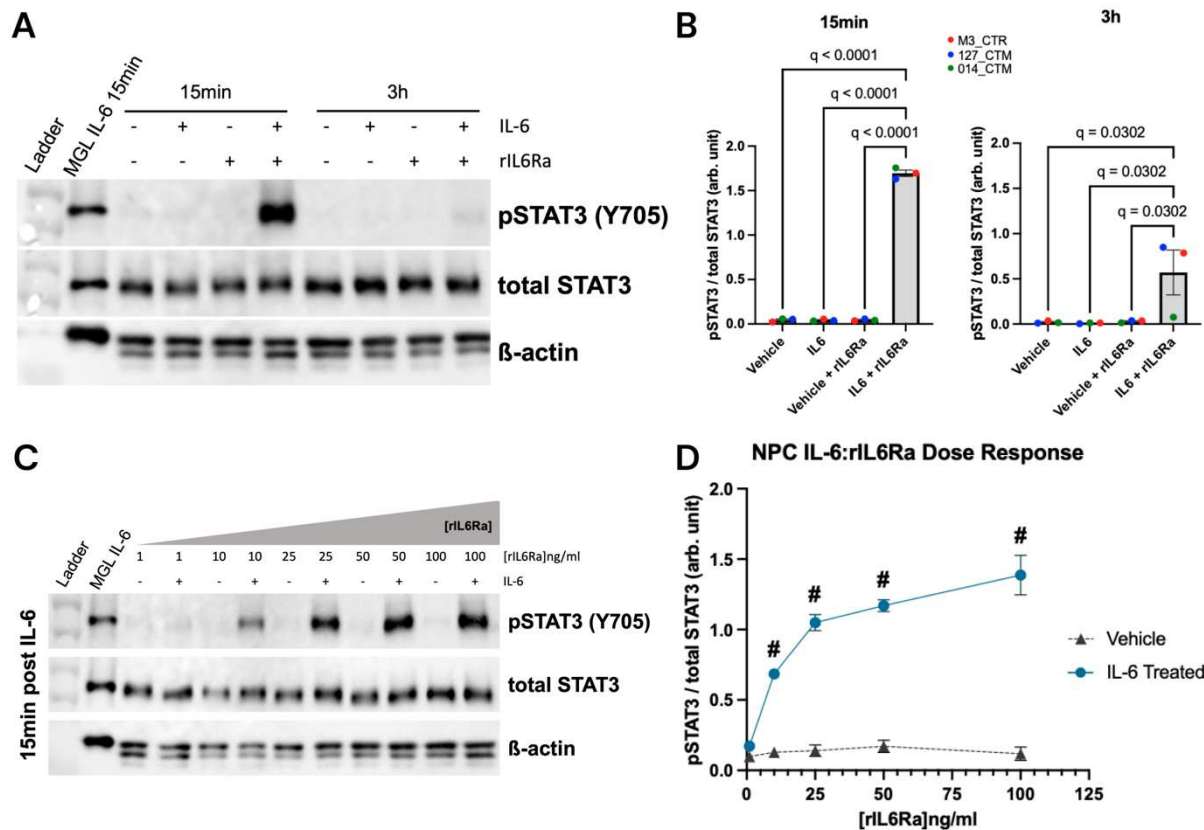 A
Ladder
MGL IL-6 15min
15min
3h
- + - + - + - + IL-6
- - + + - - + + rIL6Ra
pSTAT3 (Y705)
total STAT3
ß-actin
B
15min
3h
M3_CTR
127_CTM
014_CTM
q < 0.0001
q < 0.0001
q < 0.0001
pSTAT3 / total STAT3 (arb. unit)
2.0
1.5
1.0
0.5
0.0
Vehicle
IL6
Vehicle + rIL6Ra
IL6 + rIL6Ra
q = 0.0302
q = 0.0302
q = 0.0302
pSTAT3 / total STAT3 (arb. unit)
2.0
1.5
1.0
0.5
0.0
Vehicle
IL6
Vehicle + rIL6Ra
IL6 + rIL6Ra
C
[rIL6Ra]
Ladder
MGL IL-6
1 1 10 10 25 25 50 50 100 100 [rIL6Ra]ng/ml
- + - + - + - + - + IL-6
15min post IL-6
pSTAT3 (Y705)
total STAT3
ß-actin
D
NPC IL-6:rIL6Ra Dose Response
pSTAT3 / total STAT3 (arb. unit)
2.0
1.5
1.0
0.5
0.0
# # # #
0 25 50 75 100 125
[rIL6Ra]ng/ml
Vehicle
IL-6 Treated